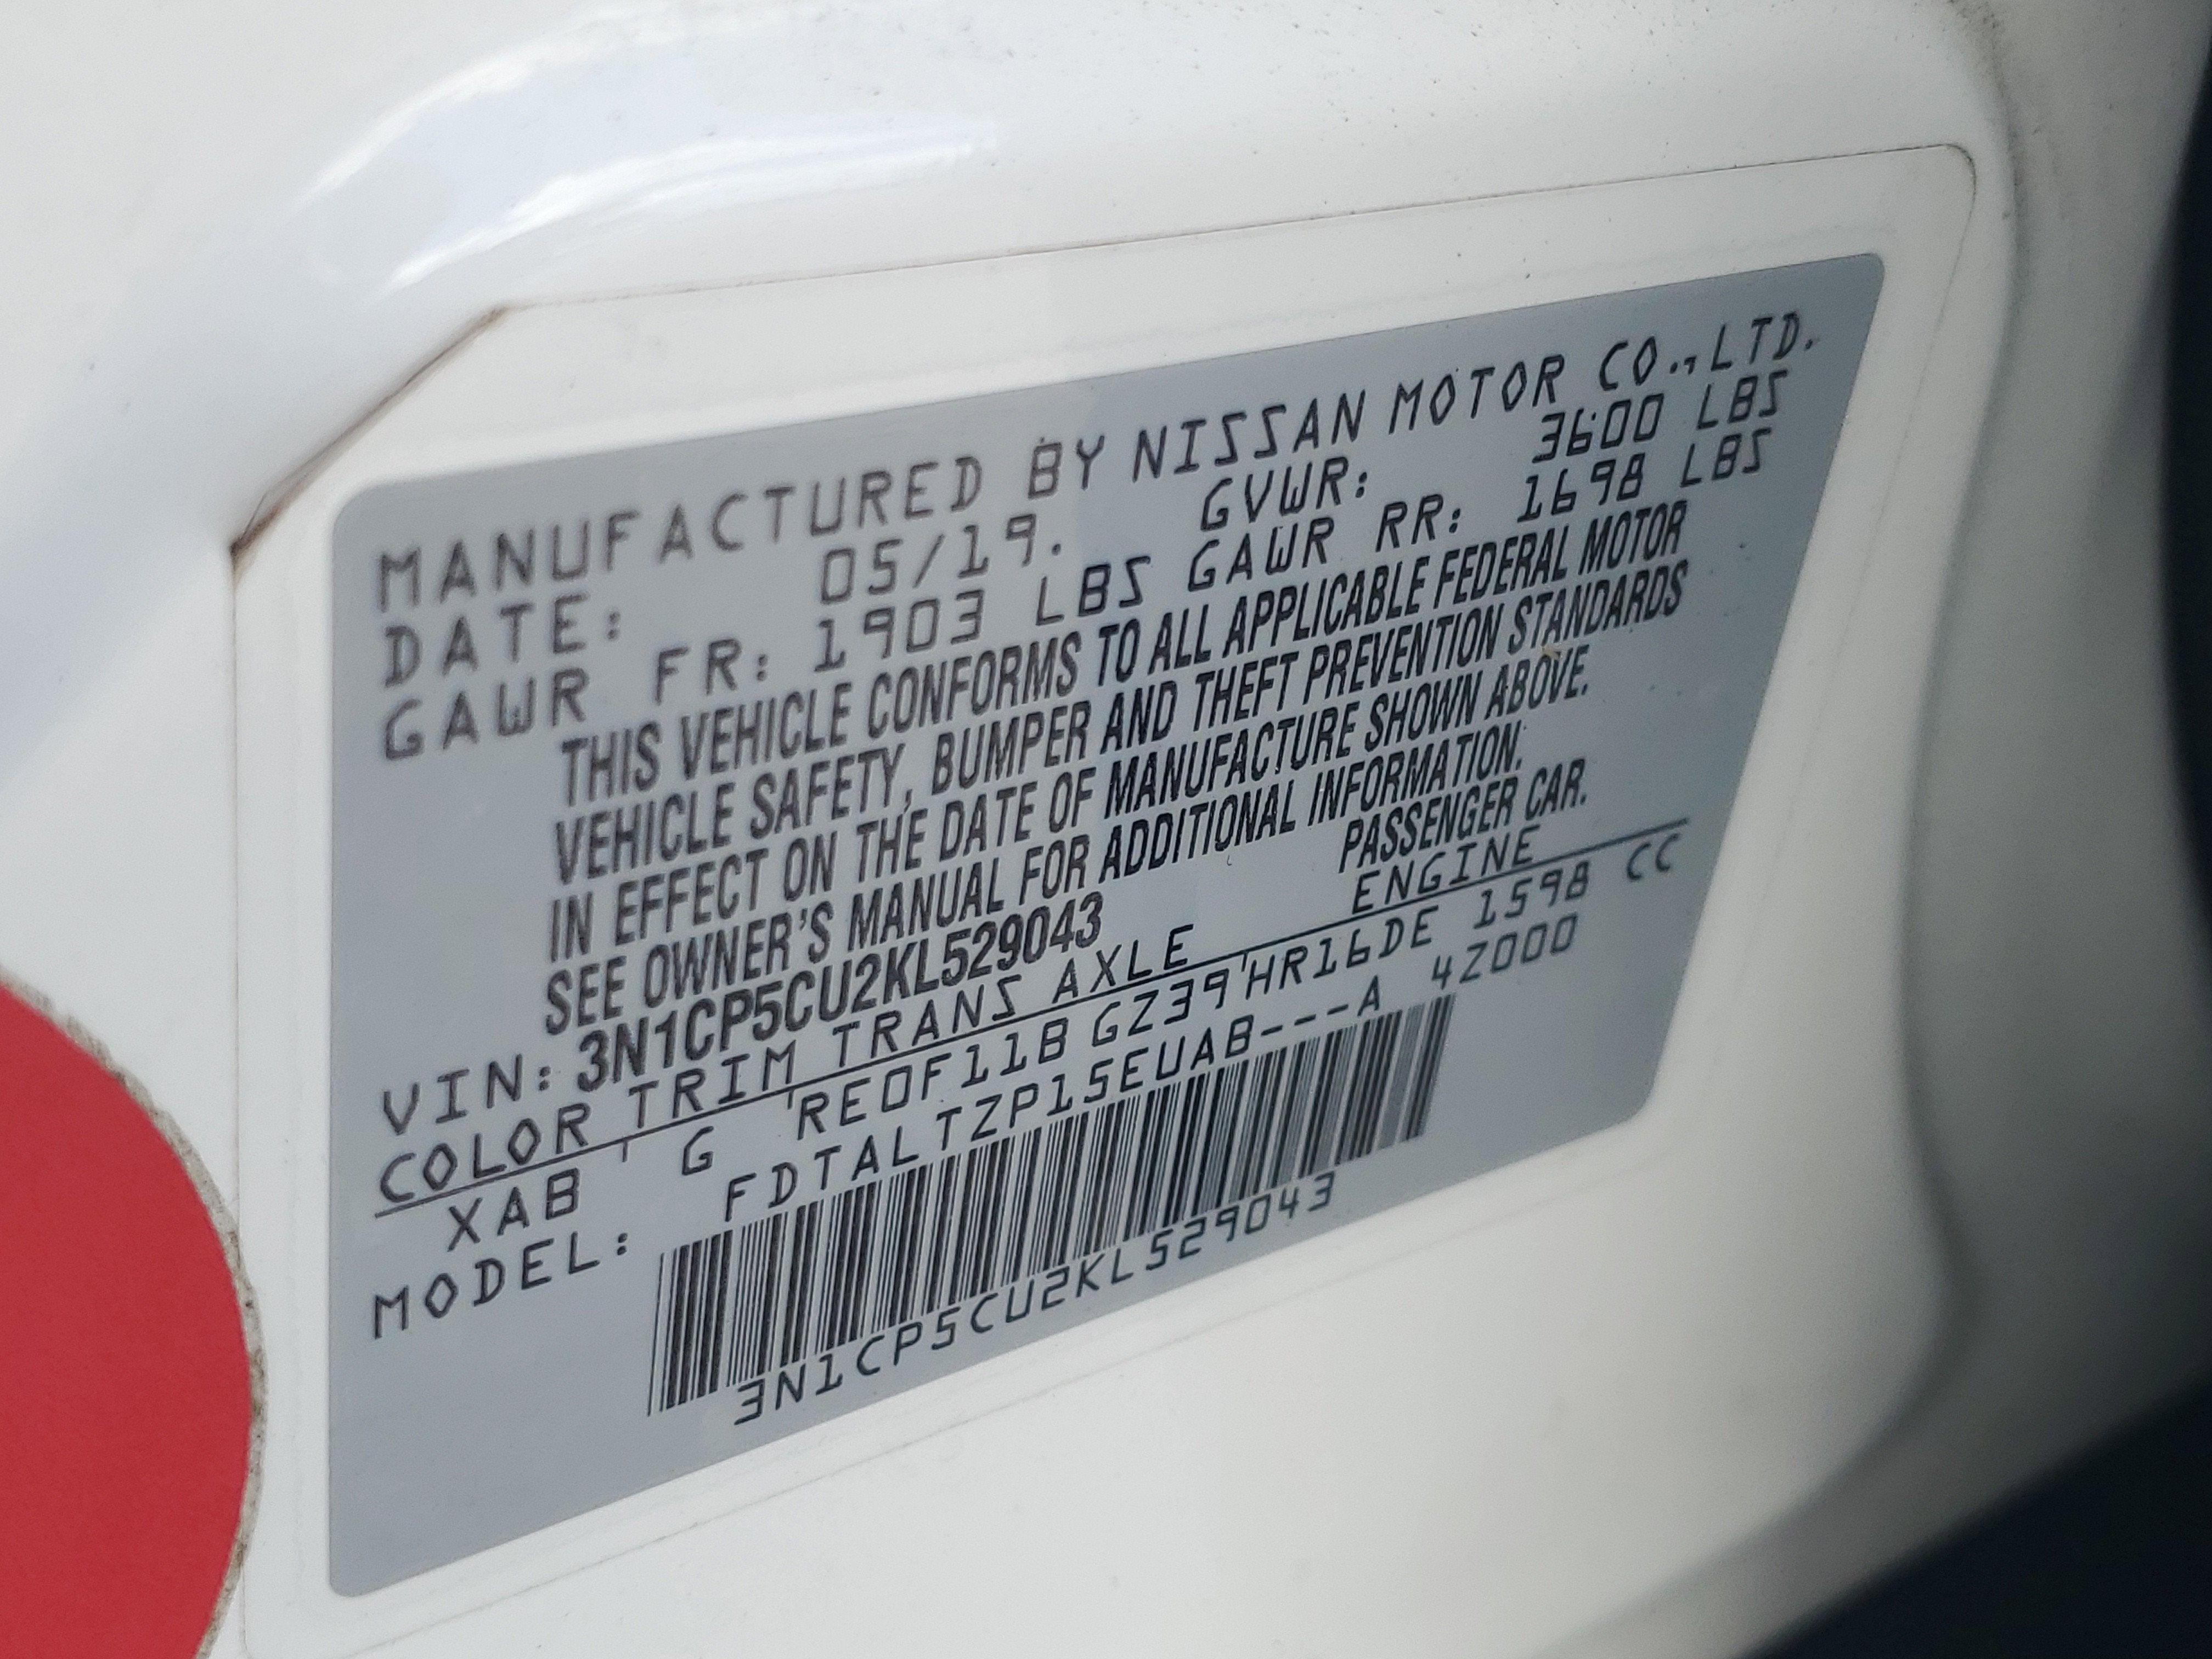 MANUFACTURED BY NISSAN MOTOR CO.,LTD.
DATE: 05/19. GVWR: 3600 LBS
GAWR FR: 1903 LBS GAWR RR: 1698 LBS
THIS VEHICLE CONFORMS TO ALL APPLICABLE FEDERAL MOTOR
VEHICLE SAFETY, BUMPER AND THEFT PREVENTION STANDARDS
IN EFFECT ON THE DATE OF MANUFACTURE SHOWN ABOVE.
SEE OWNER'S MANUAL FOR ADDITIONAL INFORMATION.
VIN: 3N1CP5CU2KL529043 PASSENGER CAR.
COLOR TRIM TRANS AXLE ENGINE
XAB G RE0F11B GZ39 HR16DE 1598 CC
MODEL: FDTALTZP15EUAB---A 4Z000
3N1CP5CU2KL529043